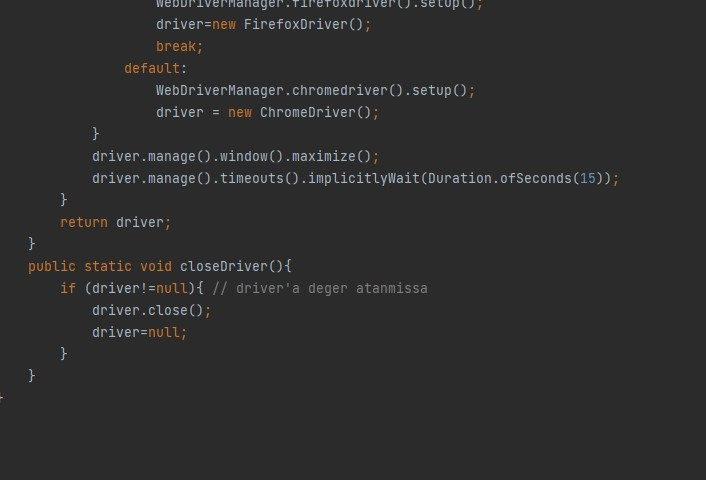 WebDriverManager.firefoxdriver().setup();
driver=new FirefoxDriver();
break;
default:
WebDriverManager.chromedriver().setup();
driver = new ChromeDriver();
}
driver.manage().window().maximize();
driver.manage().timeouts().implicitlyWait(Duration.ofSeconds(15));
}
return driver;
}
public static void closeDriver(){
if (driver!=null){ // driver'a deger atanmissa
driver.close();
driver=null;
}
}